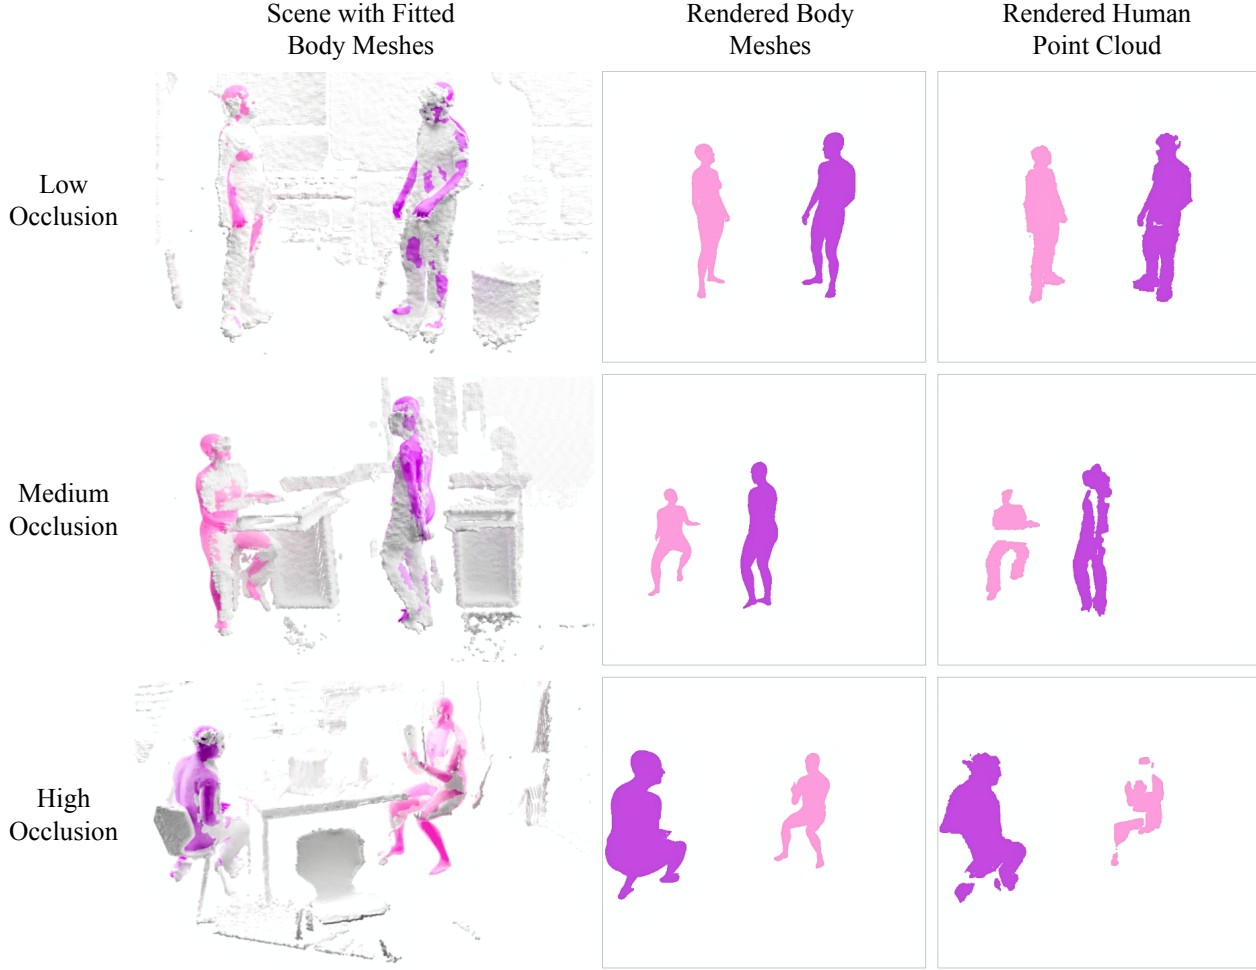 Scene with Fitted
Body Meshes
Rendered Body
Meshes
Rendered Human
Point Cloud
Low
Occlusion
Medium
Occlusion
High
Occlusion